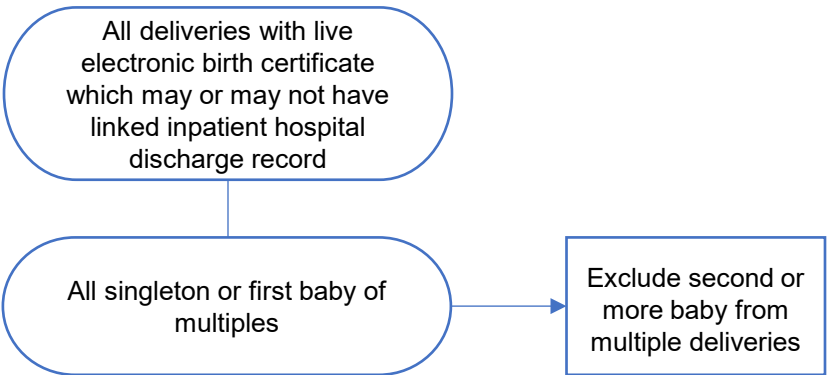 All deliveries with live
electronic birth certificate
which may or may not have
linked inpatient hospital
discharge record
All singleton or first baby of
multiples
Exclude second or
more baby from
multiple deliveries